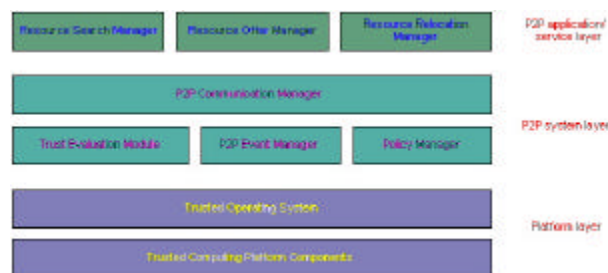 Resource Search Manager
Resource Offer Manager
Resource Relocation
Manager
P2P application/
service layer
P2P Communication Manager
P2P system layer
Trust Evaluation Module
P2P Event Manager
Policy Manager
Trusted Operating System
Platform layer
Trusted Computing Platform Components